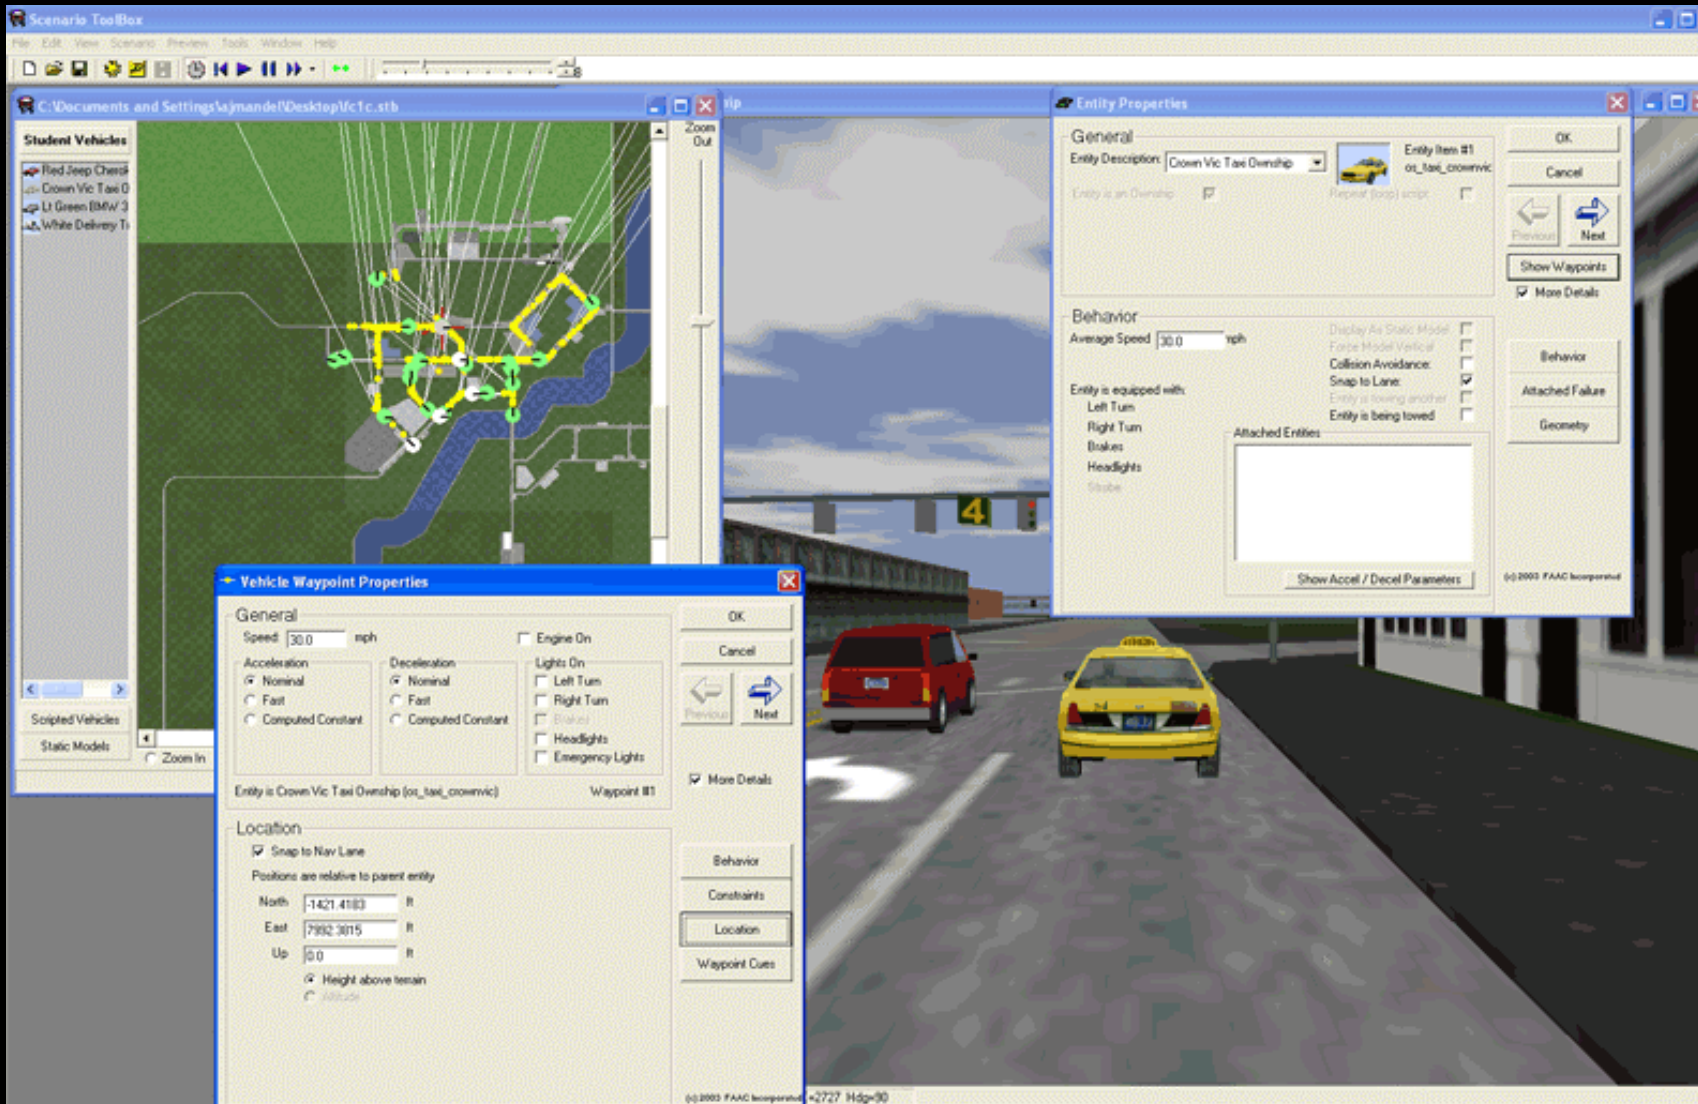 Scenario ToolBox
File Edit View Scenario Preview Tools Window Help
C:\Documents and Settings\ajmandel\Desktop\fc1c.stb
Student Vehicles
Red Jeep Cherok
Crown Vic Taxi O
Lt Green BMW 3
White Delivery Tr
Scripted Vehicles
Static Models
Zoom Out
Zoom In
Entity Properties
General
Entity Description: Crown Vic Taxi Ownship
Entity Item #1
os_taxi_crownvic
Entity is an Ownship
Repeat (loop) script
OK
Cancel
Previous Next
Show Waypoints
More Details
Behavior
Average Speed 30.0 mph
Display As Static Model
Force Model Vertical
Collision Avoidance:
Snap to Lane:
Entity is towing another
Entity is being towed
Entity is equipped with:
Left Turn
Right Turn
Brakes
Headlights
Strobe
Attached Entities
Show Accel / Decel Parameters
Behavior
Attached Failure
Geometry
(c) 2003 FAAC Incorporated
4
Vehicle Waypoint Properties
General
Speed: 30.0 mph
Engine On
Acceleration
Nominal
Fast
Computed Constant
Deceleration
Nominal
Fast
Computed Constant
Lights On
Left Turn
Right Turn
Brakes
Headlights
Emergency Lights
Entity is Crown Vic Taxi Ownship (os_taxi_crownvic)
Waypoint #1
OK
Cancel
Previous Next
More Details
Location
Snap to Nav Lane
Positions are relative to parent entity
North -1421.4183 ft
East 7992.3815 ft
Up 0.0 ft
Height above terrain
Altitude
Behavior
Constraints
Location
Waypoint Cues
(c) 2003 FAAC Incorporated
=2727 Hdg=90